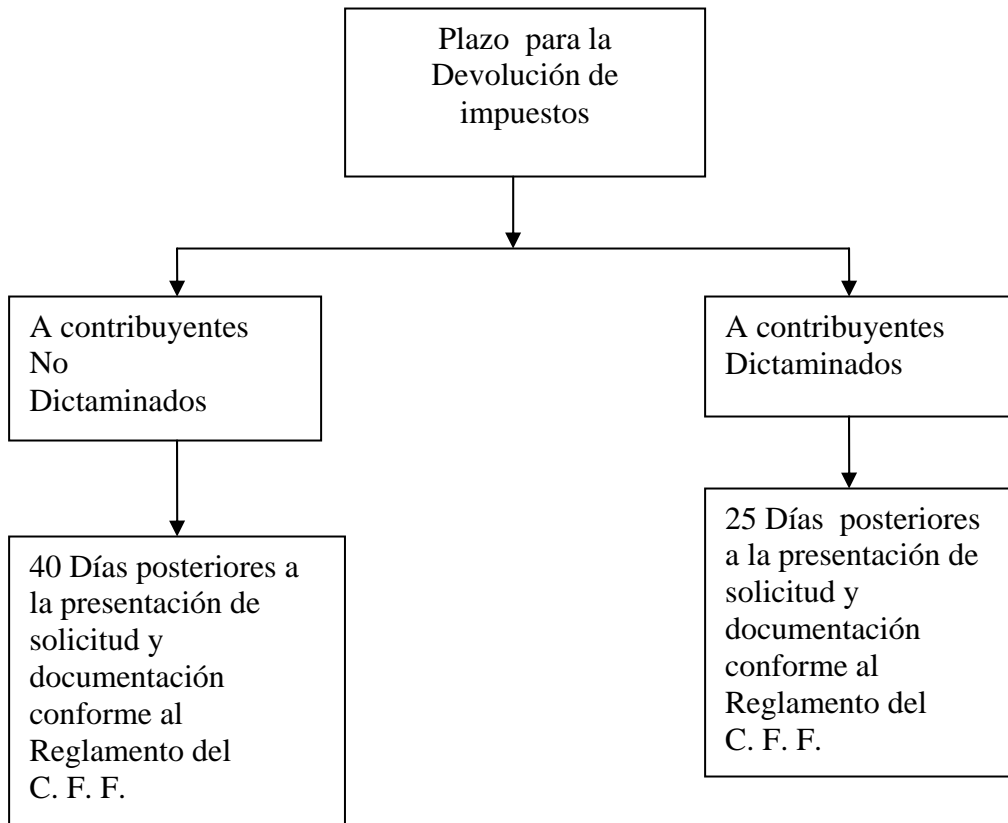 Plazo  para la
Devolución de
impuestos
A contribuyentes
No
Dictaminados
A contribuyentes
Dictaminados
40 Días posteriores a
la presentación de
solicitud y
documentación
conforme al
Reglamento del
C. F. F.
25 Días  posteriores
a la presentación de
solicitud y
documentación
conforme al
Reglamento del
C. F. F.